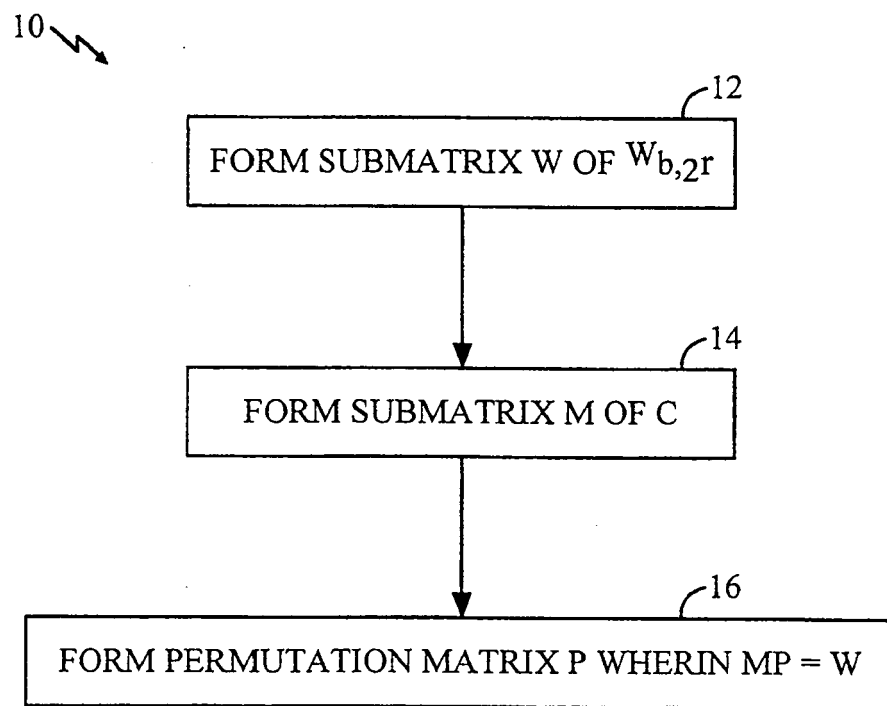 10
12
FORM SUBMATRIX W OF Wb,2r
14
FORM SUBMATRIX M OF C
16
FORM PERMUTATION MATRIX P WHERIN MP = W